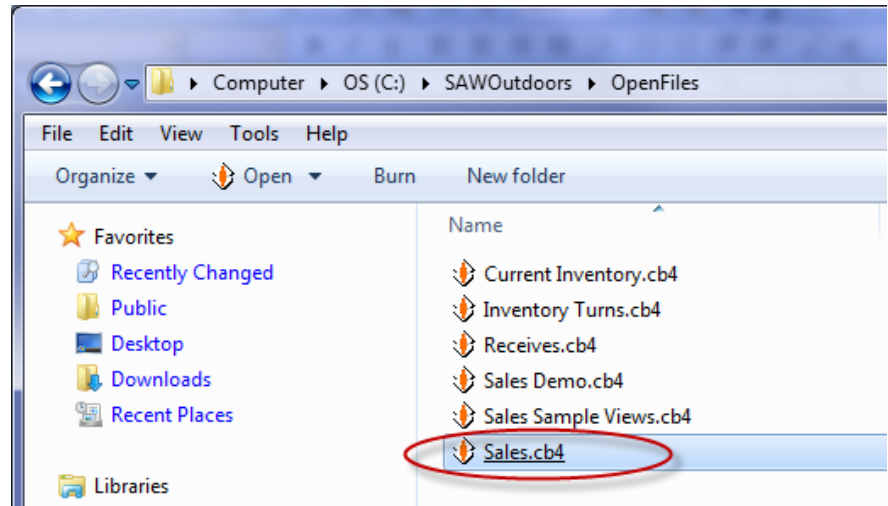 Computer OS (C:) SAWOutdoors OpenFiles
File Edit View Tools Help
Organize Open Burn New folder
Favorites
Recently Changed
Public
Desktop
Downloads
Recent Places
Libraries
Name
Current Inventory.cb4
Inventory Turns.cb4
Receives.cb4
Sales Demo.cb4
Sales Sample Views.cb4
Sales.cb4